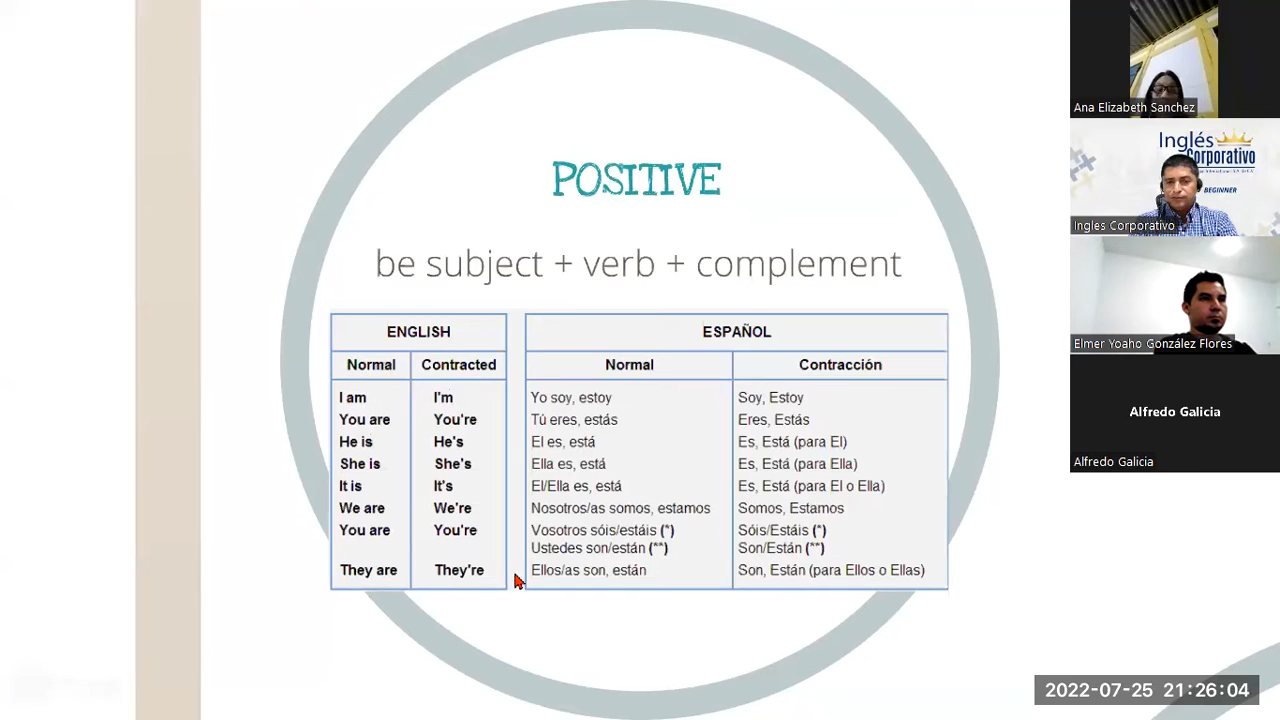 POSITIVE
be subject + verb + complement
ENGLISH
Normal Contracted
I am I'm
You are You're
He is He's
She is She's
It is It's
We are We're
You are You're
They are They're
ESPAÑOL
Normal Contracción
Yo soy, estoy Soy, Estoy
Tú eres, estás Eres, Estás
El es, está Es, Está (para El)
Ella es, está Es, Está (para Ella)
El/Ella es, está Es, Está (para El o Ella)
Nosotros/as somos, estamos Somos, Estamos
Vosotros sóis/estáis (*) Sóis/Estáis (*)
Ustedes son/están (**) Son/Están (**)
Ellos/as son, están Son, Están (para Ellos o Ellas)
Ana Elizabeth Sanchez
Inglés
Corporativo
BEGINNER
Ingles Corporativo
Elmer Yoaho González Flores
Alfredo Galicia
Alfredo Galicia
2022-07-25 21:26:04